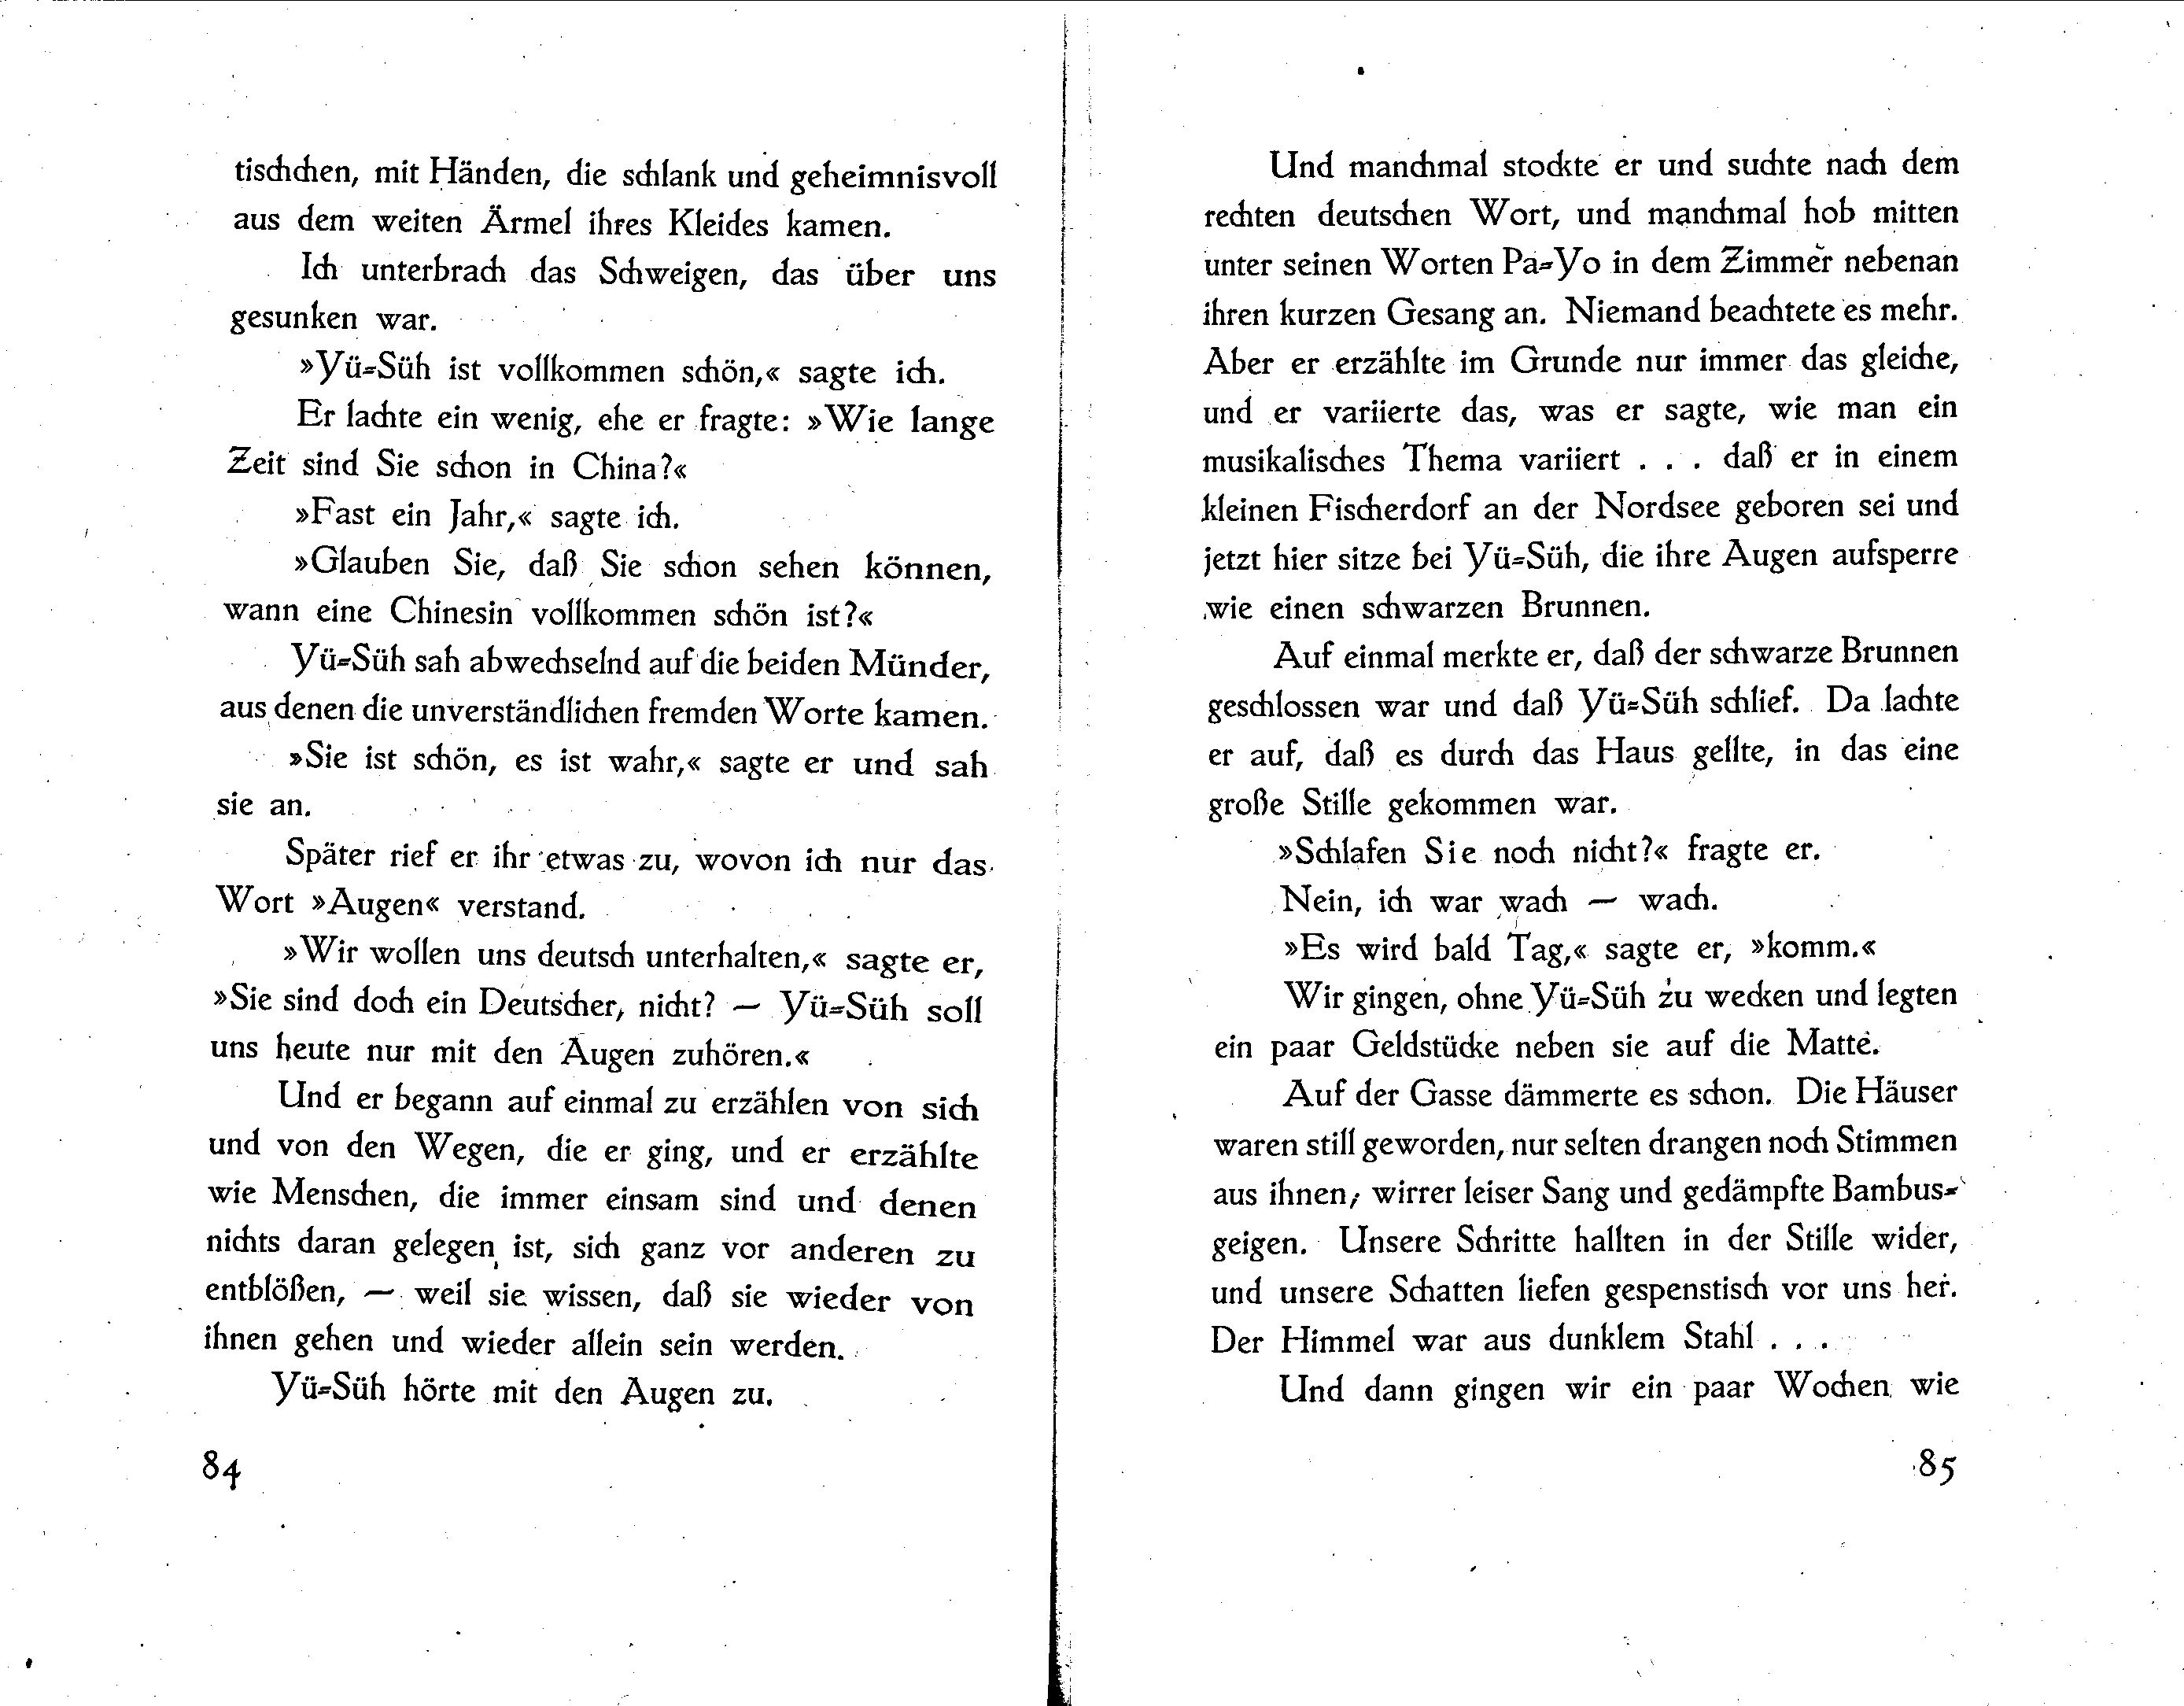 tischchen, mit Händen, die schlank und geheimnisvoll
aus dem weiten Ärmel ihres Kleides kamen.
Ich unterbrach das Schweigen, das über uns
gesunken war.
»Yü-Süh ist vollkommen schön,« sagte ich.
Er lachte ein wenig, ehe er fragte: »Wie lange
Zeit sind Sie schon in China?«
»Fast ein Jahr,« sagte ich.
»Glauben Sie, daß Sie schon sehen können,
wann eine Chinesin vollkommen schön ist?«
Yü-Süh sah abwechselnd auf die beiden Münder,
aus denen die unverständlichen fremden Worte kamen.
»Sie ist schön, es ist wahr,« sagte er und sah
sie an.
Später rief er ihr etwas zu, wovon ich nur das
Wort »Augen« verstand.
»Wir wollen uns deutsch unterhalten,« sagte er,
»Sie sind doch ein Deutscher, nicht? — Yü-Süh soll
uns heute nur mit den Augen zuhören.«
Und er begann auf einmal zu erzählen von sich
und von den Wegen, die er ging, und er erzählte
wie Menschen, die immer einsam sind und denen
nichts daran gelegen ist, sich ganz vor anderen zu
entblößen, — weil sie wissen, daß sie wieder von
ihnen gehen und wieder allein sein werden.
Yü-Süh hörte mit den Augen zu.
84
Und manchmal stockte er und suchte nach dem
rechten deutschen Wort, und manchmal hob mitten
unter seinen Worten Pa-Yo in dem Zimmer nebenan
ihren kurzen Gesang an. Niemand beachtete es mehr.
Aber er erzählte im Grunde nur immer das gleiche,
und er variierte das, was er sagte, wie man ein
musikalisches Thema variiert . . . daß er in einem
kleinen Fischerdorf an der Nordsee geboren sei und
jetzt hier sitze bei Yü-Süh, die ihre Augen aufsperre
wie einen schwarzen Brunnen.
Auf einmal merkte er, daß der schwarze Brunnen
geschlossen war und daß Yü-Süh schlief. Da lachte
er auf, daß es durch das Haus gellte, in das eine
große Stille gekommen war.
»Schlafen Sie noch nicht?« fragte er.
Nein, ich war wach — wach.
»Es wird bald Tag,« sagte er, »komm.«
Wir gingen, ohne Yü-Süh zu wecken und legten
ein paar Geldstücke neben sie auf die Matte.
Auf der Gasse dämmerte es schon. Die Häuser
waren still geworden, nur selten drangen noch Stimmen
aus ihnen, wirrer leiser Sang und gedämpfte Bambus-
geigen. Unsere Schritte hallten in der Stille wider,
und unsere Schatten liefen gespenstisch vor uns her.
Der Himmel war aus dunklem Stahl . . .
Und dann gingen wir ein paar Wochen wie
85